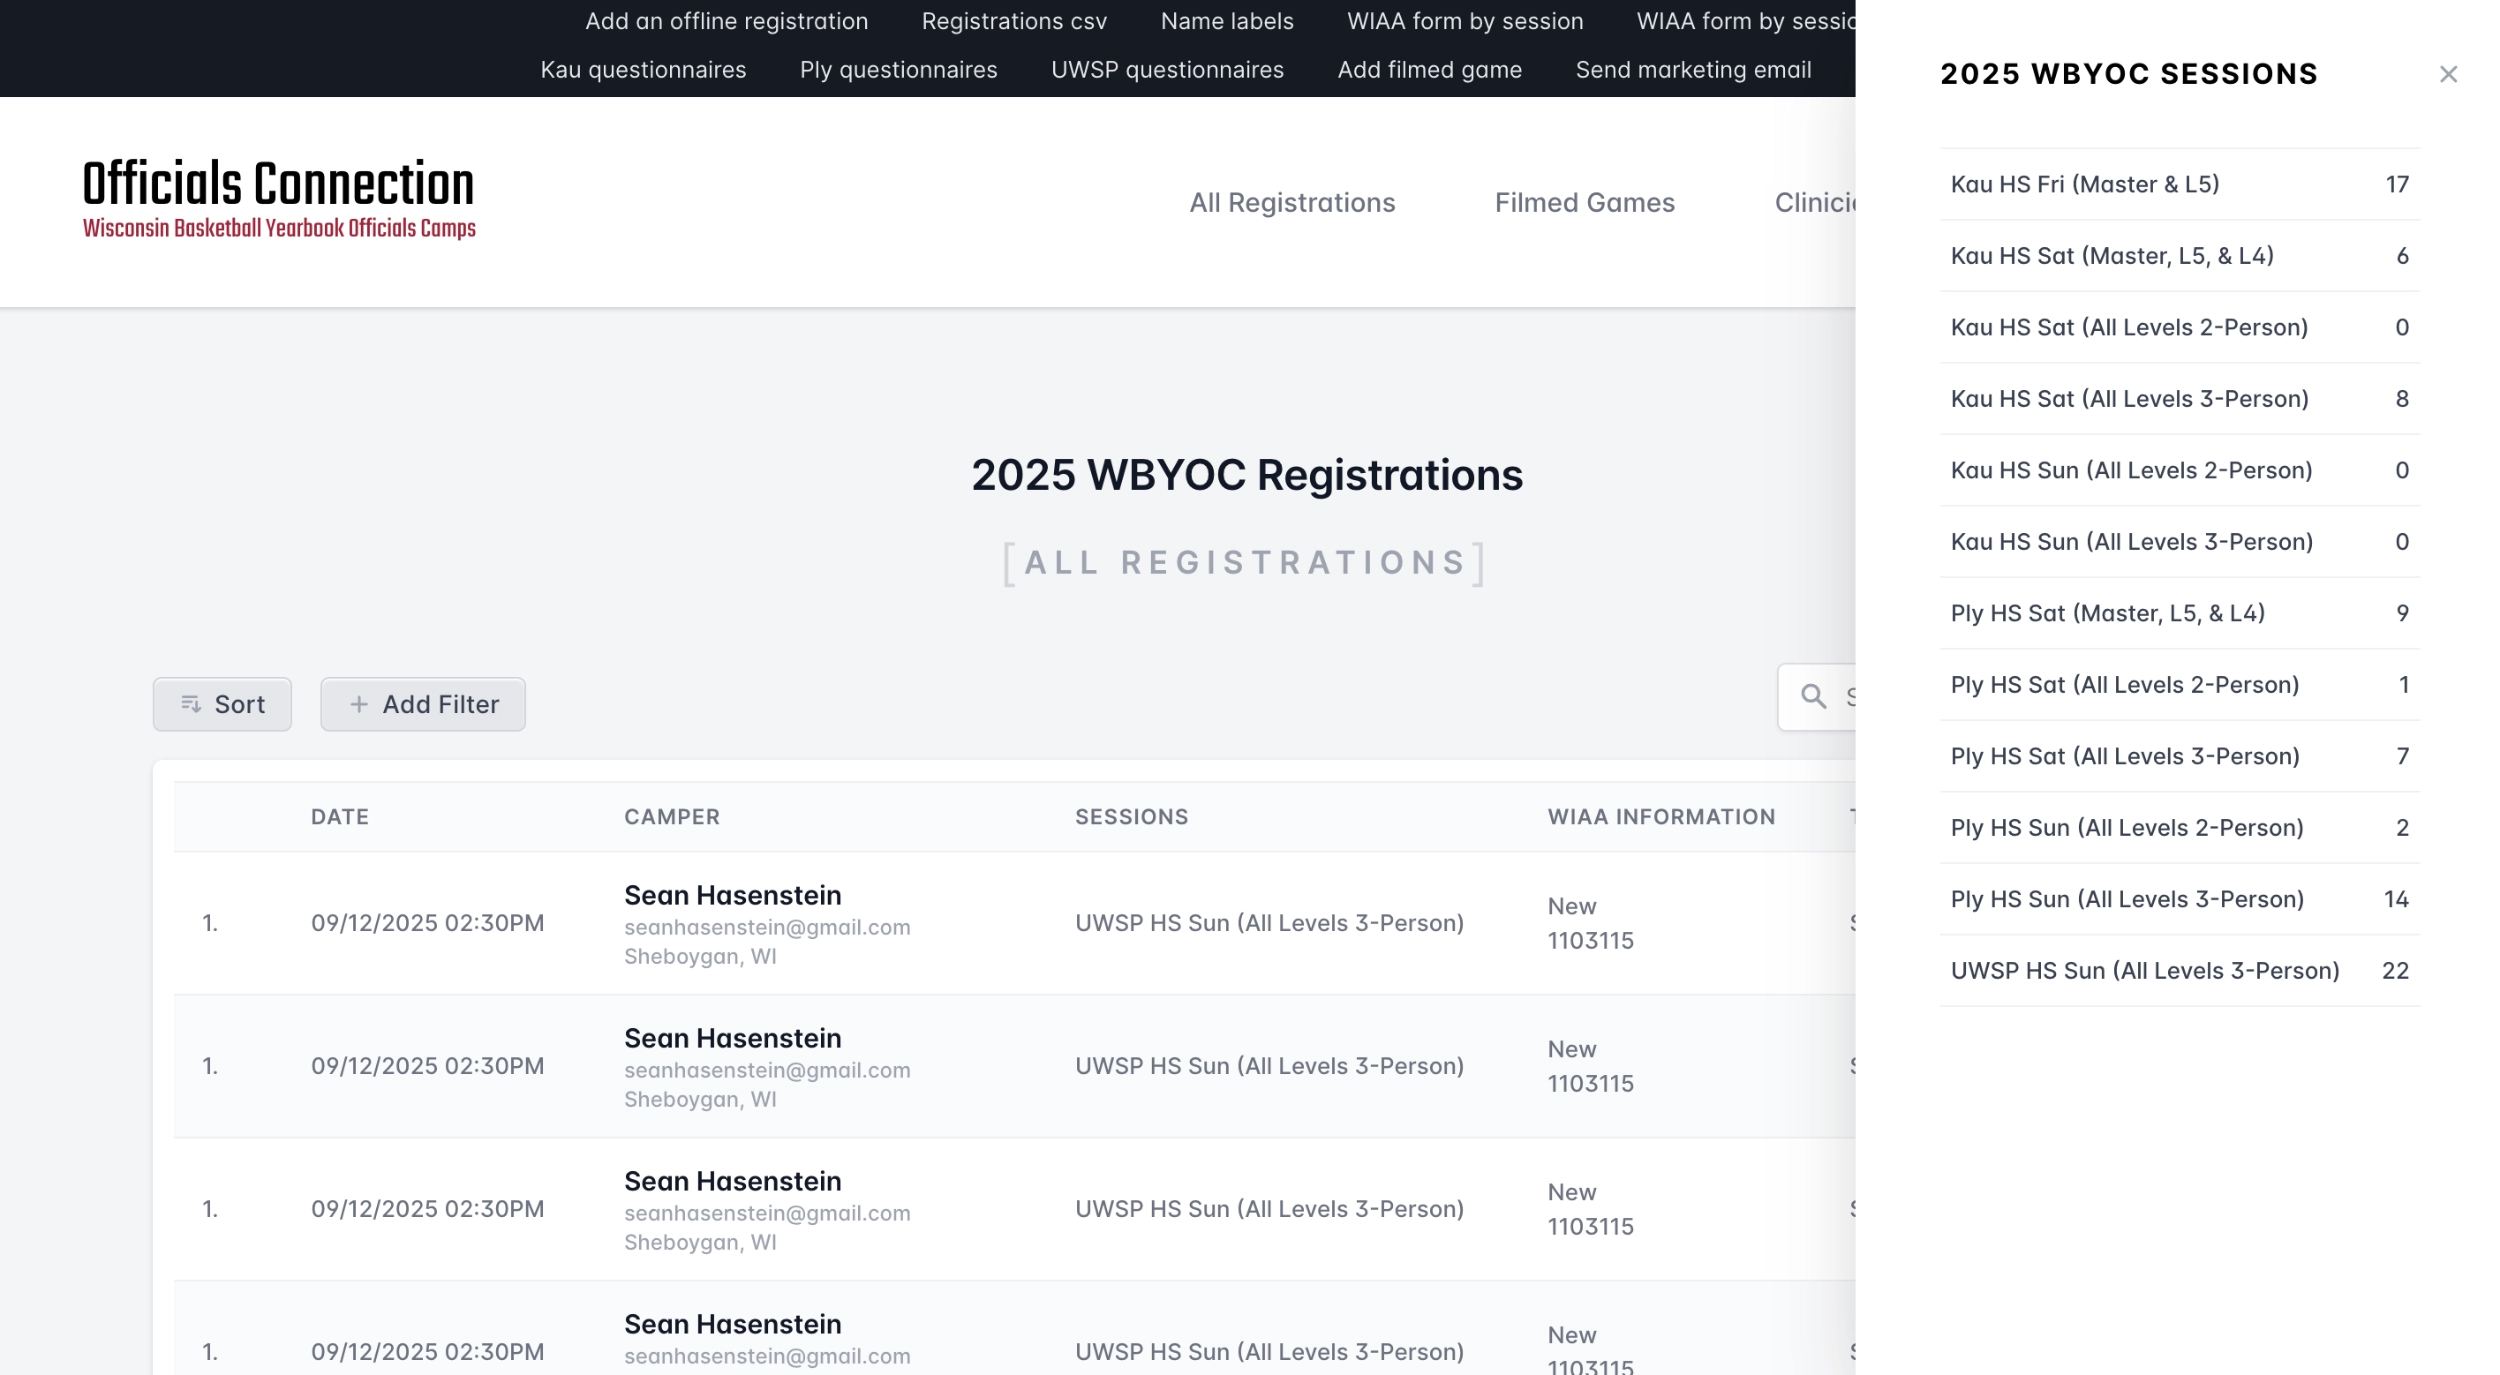 Add an offline registration Registrations csv Name labels WIAA form by session WIAA form by
Kau questionnaires Ply questionnaires UWSP questionnaires Add filmed game Send marketing email
Officials Connection
Wisconsin Basketball Yearbook Officials Camps
All Registrations Filmed Games
2025 WBYOC Registrations
[ALL REGISTRATIONS]
Sort + Add Filter
DATE CAMPER SESSIONS WIAA INFORMATION
1. 09/12/2025 02:30PM Sean Hasenstein UWSP HS Sun (All Levels 3-Person) New
seanhasenstein@gmail.com 1103115
Sheboygan, WI
1. 09/12/2025 02:30PM Sean Hasenstein UWSP HS Sun (All Levels 3-Person) New
seanhasenstein@gmail.com 1103115
Sheboygan, WI
1. 09/12/2025 02:30PM Sean Hasenstein UWSP HS Sun (All Levels 3-Person) New
seanhasenstein@gmail.com 1103115
Sheboygan, WI
1. 09/12/2025 02:30PM Sean Hasenstein UWSP HS Sun (All Levels 3-Person) New
seanhasenstein@gmail.com 1103115
2025 WBYOC SESSIONS
Kau HS Fri (Master & L5) 17
Kau HS Sat (Master, L5, & L4) 6
Kau HS Sat (All Levels 2-Person) 0
Kau HS Sat (All Levels 3-Person) 8
Kau HS Sun (All Levels 2-Person) 0
Kau HS Sun (All Levels 3-Person) 0
Ply HS Sat (Master, L5, & L4) 9
Ply HS Sat (All Levels 2-Person) 1
Ply HS Sat (All Levels 3-Person) 7
Ply HS Sun (All Levels 2-Person) 2
Ply HS Sun (All Levels 3-Person) 14
UWSP HS Sun (All Levels 3-Person) 22